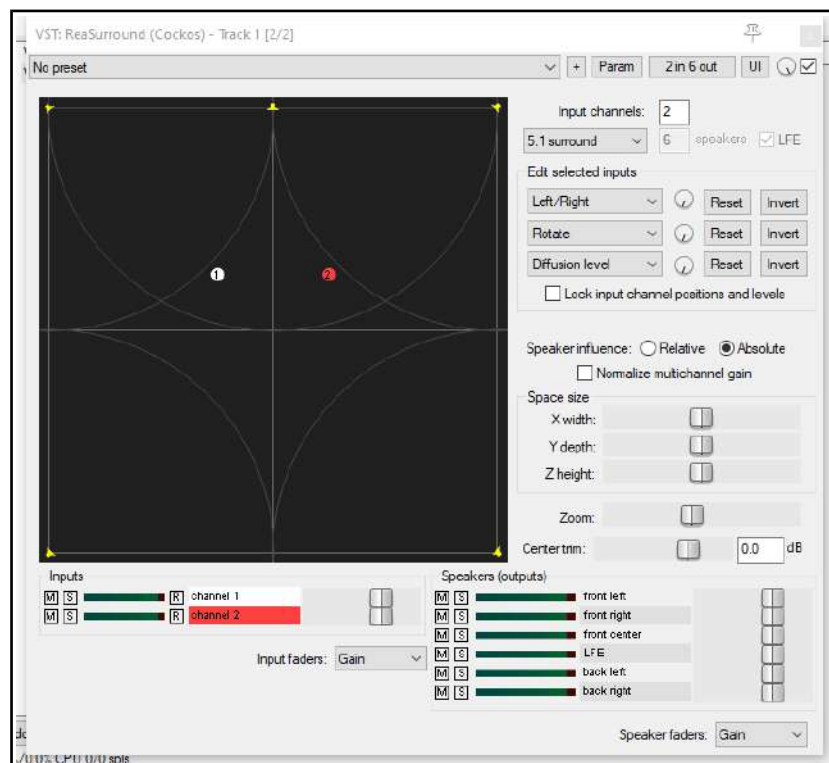 VST: ReaSurround (Cockos) - Track 1 [2/2]
No preset + Param 2 in 6 out UI
Input channels: 2
5.1 surround 6 speakers LFE
Edit selected inputs
Left/Right Reset Invert
Rotate Reset Invert
Diffusion level Reset Invert
Lock input channel positions and levels
1 2
Speaker influence: Relative Absolute
Normalize multichannel gain
Space size
X width:
Y depth:
Z height:
Zoom:
Center trim: 0.0 dB
Inputs
M S R channel 1
M S R channel 2
Input faders: Gain
Speakers (outputs)
M S front left
M S front right
M S front center
M S LFE
M S back left
M S back right
Speaker faders: Gain
CPU 0/0 spls